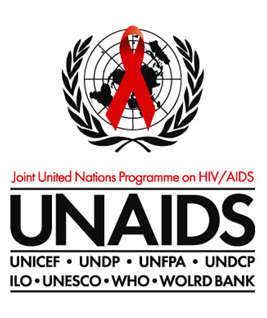 Joint United Nations Programme on HIV/AIDS
UNAIDS
UNICEF • UNDP • UNFPA • UNDCP
ILO • UNESCO • WHO • WOLRD BANK